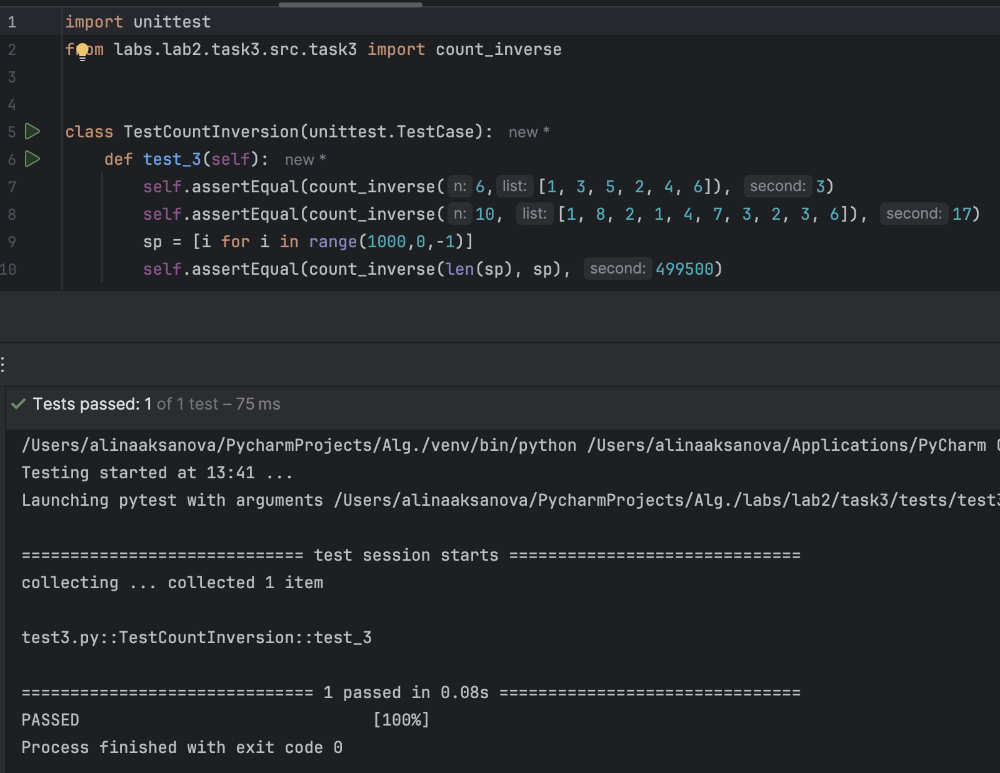 1 import unittest
2 from labs.lab2.task3.src.task3 import count_inverse
3
4
5 class TestCountInversion(unittest.TestCase): new *
6 def test_3(self): new *
7 self.assertEqual(count_inverse( n: 6, list: [1, 3, 5, 2, 4, 6]), second: 3)
8 self.assertEqual(count_inverse( n: 10, list: [1, 8, 2, 1, 4, 7, 3, 2, 3, 6]), second: 17)
9 sp = [i for i in range(1000,0,-1)]
10 self.assertEqual(count_inverse(len(sp), sp), second: 499500)
Tests passed: 1 of 1 test – 75 ms
/Users/alinaaksanova/PycharmProjects/Alg./venv/bin/python /Users/alinaaksanova/Applications/PyCharm
Testing started at 13:41 ...
Launching pytest with arguments /Users/alinaaksanova/PycharmProjects/Alg./labs/lab2/task3/tests/test3
============================= test session starts ==============================
collecting ... collected 1 item
test3.py::TestCountInversion::test_3
============================== 1 passed in 0.08s ===============================
PASSED [100%]
Process finished with exit code 0